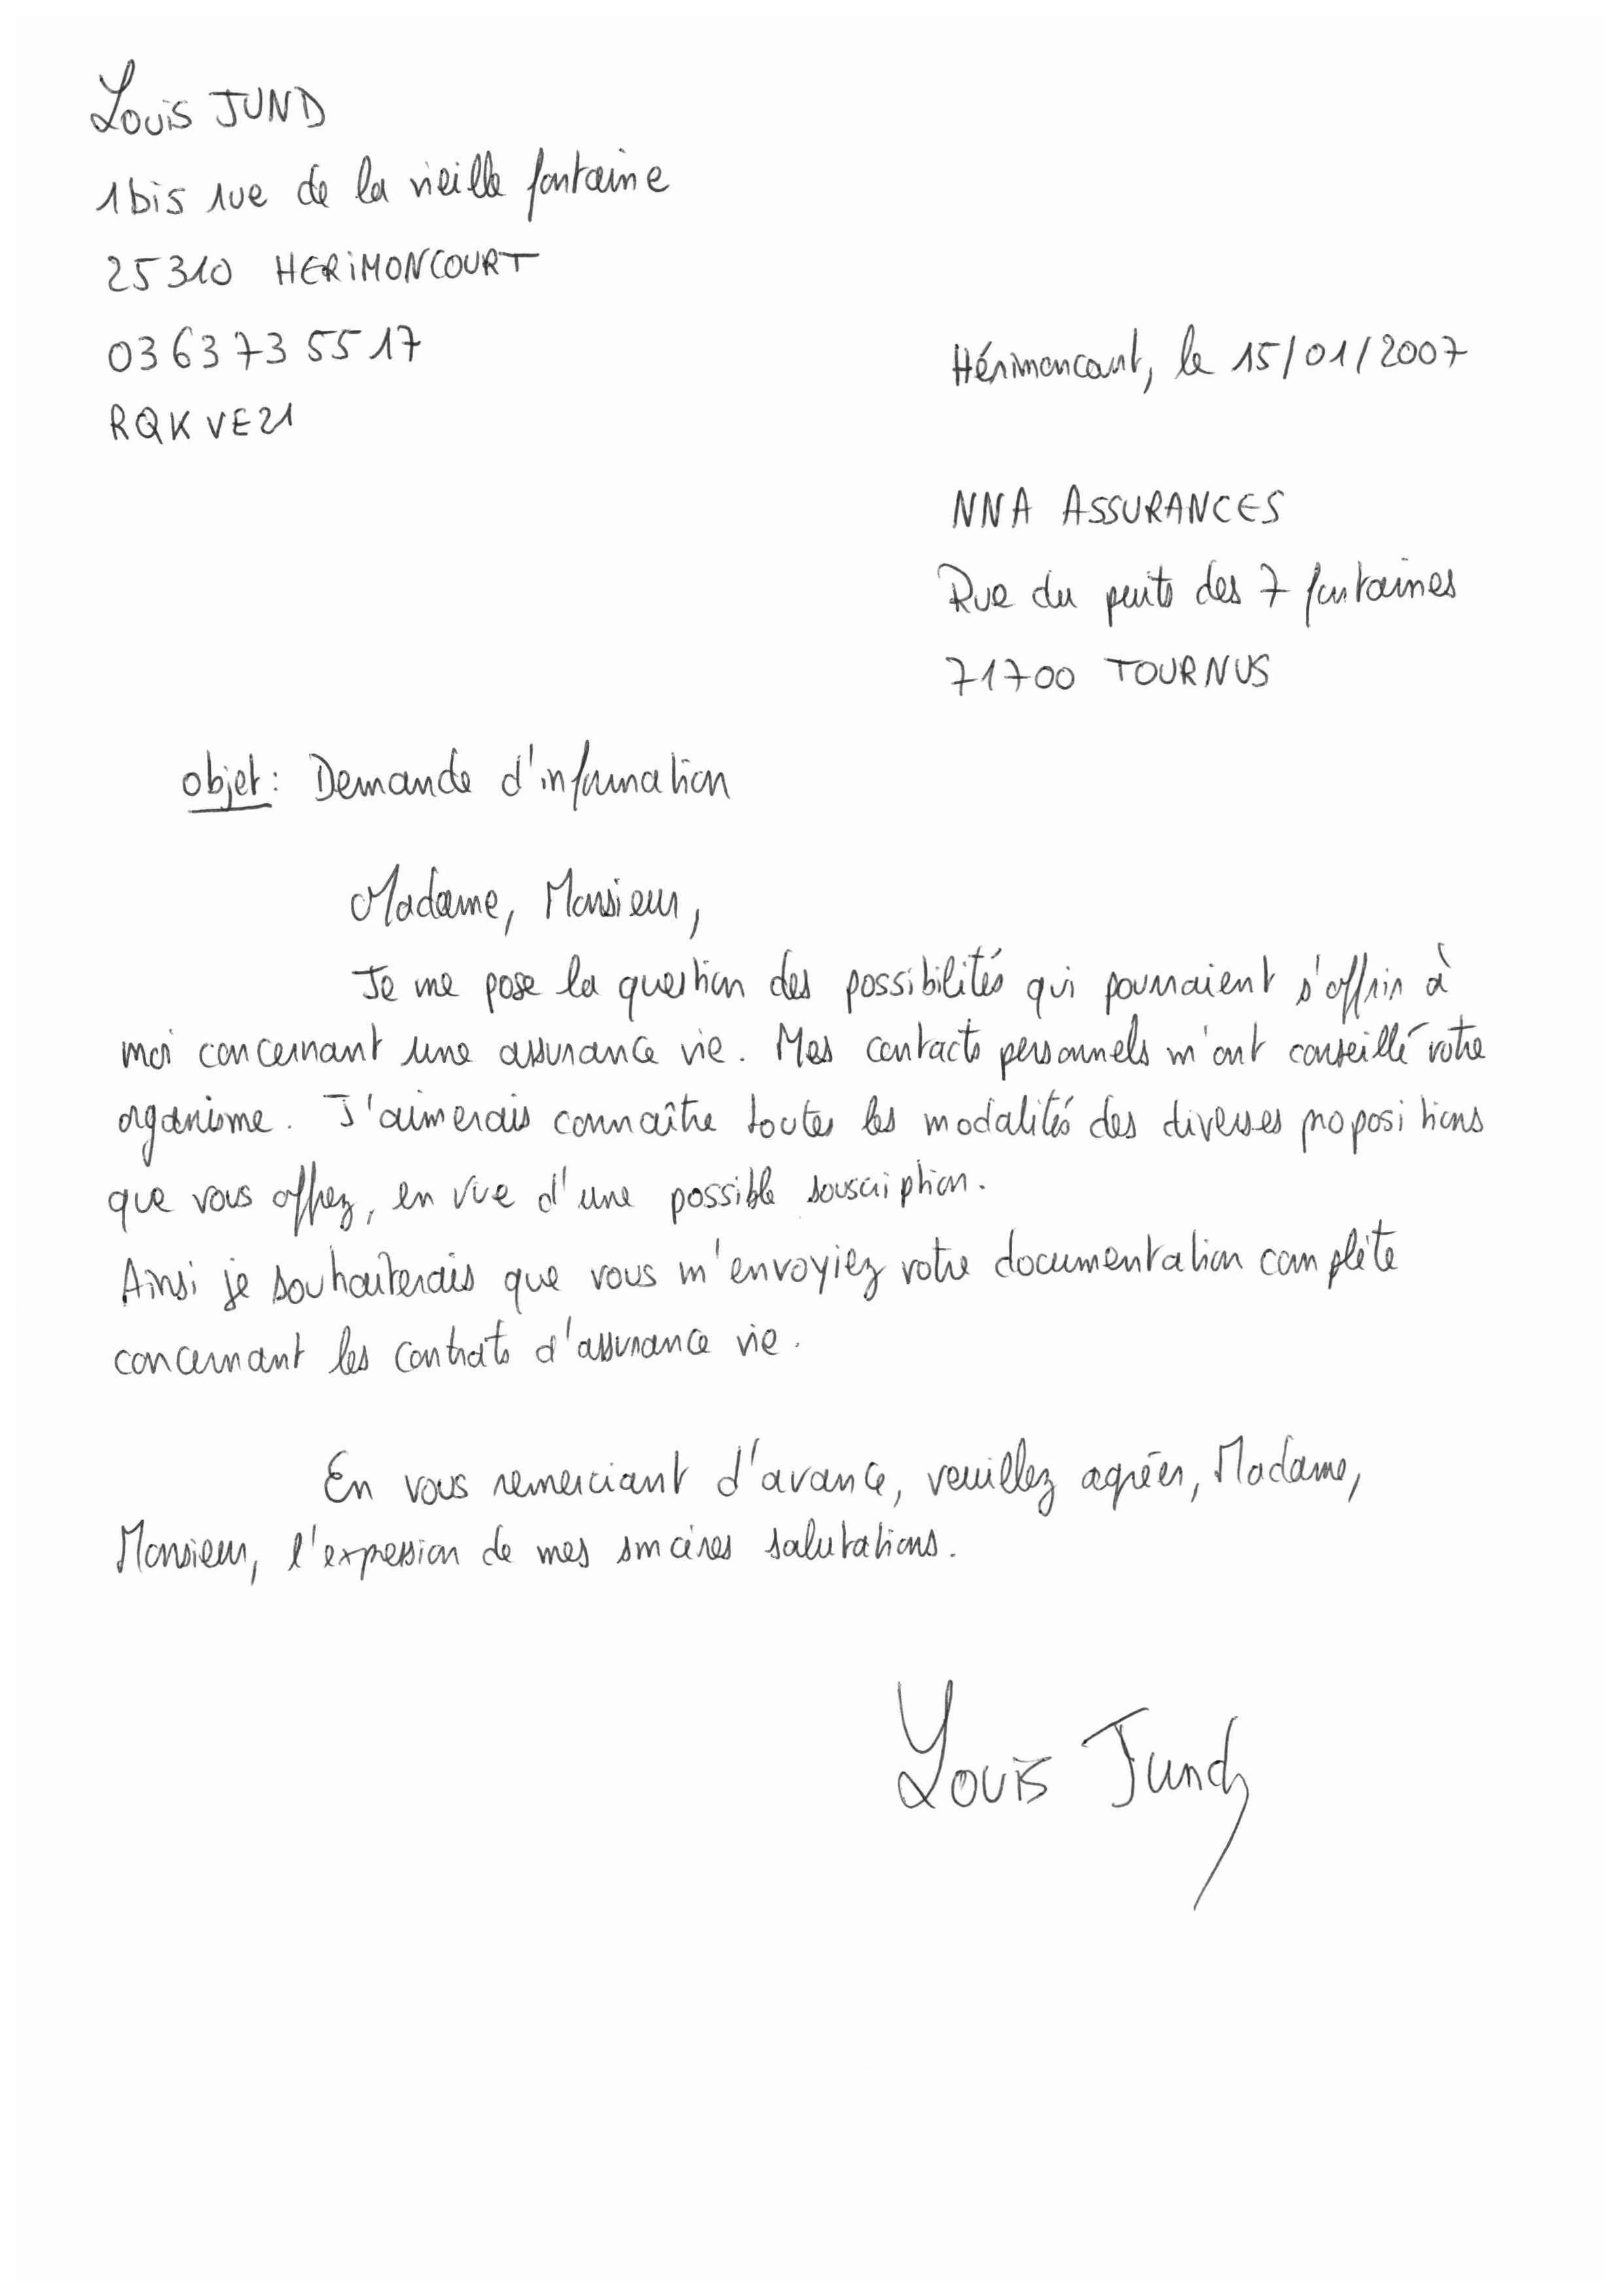 Louis JUND
1bis rue de la vieille fontaine
25310 HERIMONCOURT
03 63 73 55 17
RQKVE21
Hérimoncourt, le 15/01/2007
NNA ASSURANCES
Rue du puits des 7 fontaines
71700 TOURNUS
objet: Demande d'information
Madame, Monsieur,
Je me pose la question des possibilités qui pourraient s'offrir à
moi concernant une assurance vie. Mes contacts personnels m'ont conseillé votre
organisme. J'aimerais connaître toutes les modalités des diverses propositions
que vous offrez, en vue d'une possible souscription.
Ainsi je souhaiterais que vous m'envoyiez votre documentation complète
concernant les contrats d'assurance vie.
En vous remerciant d'avance, veuillez agréer, Madame,
Monsieur, l'expression de mes sincères salutations.
Louis Jund